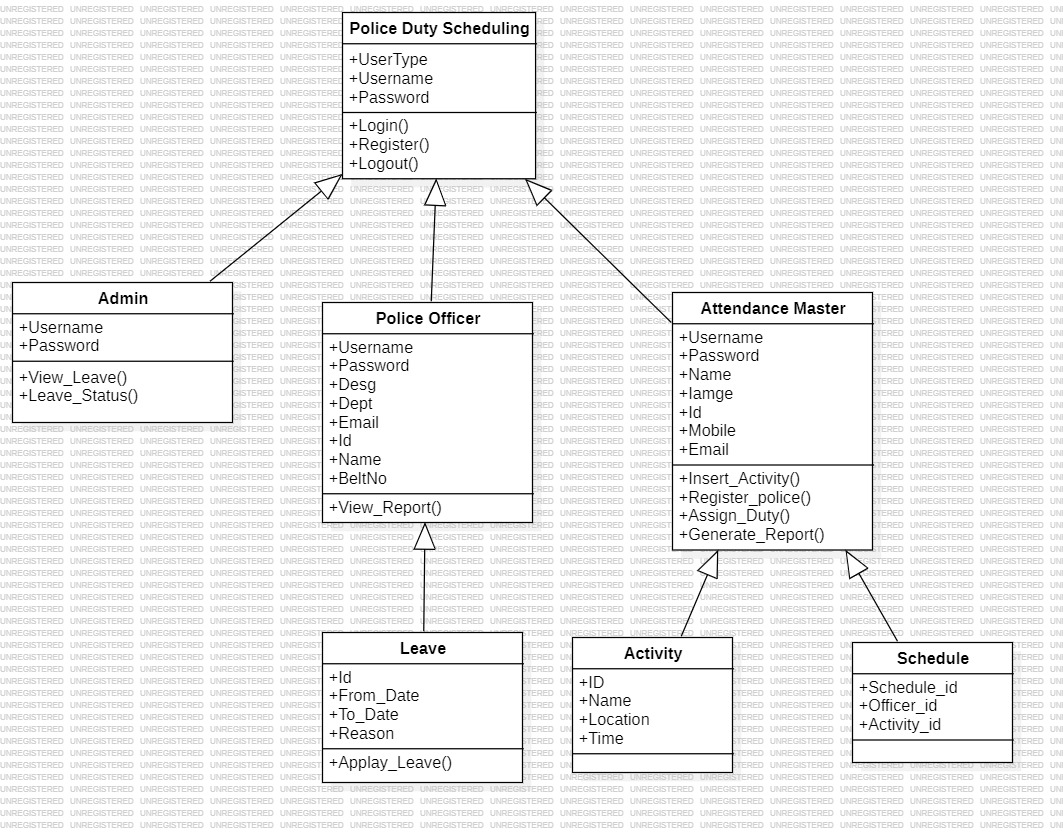 Police Duty Scheduling
+UserType
+Username
+Password
+Login()
+Register()
+Logout()
Admin
+Username
+Password
+View_Leave()
+Leave_Status()
Police Officer
+Username
+Password
+Desg
+Dept
+Email
+Id
+Name
+BeltNo
+View_Report()
Attendance Master
+Username
+Password
+Name
+Iamge
+Id
+Mobile
+Email
+Insert_Activity()
+Register_police()
+Assign_Duty()
+Generate_Report()
Leave
+Id
+From_Date
+To_Date
+Reason
+Applay_Leave()
Activity
+ID
+Name
+Location
+Time
Schedule
+Schedule_id
+Officer_id
+Activity_id
UNREGISTERED